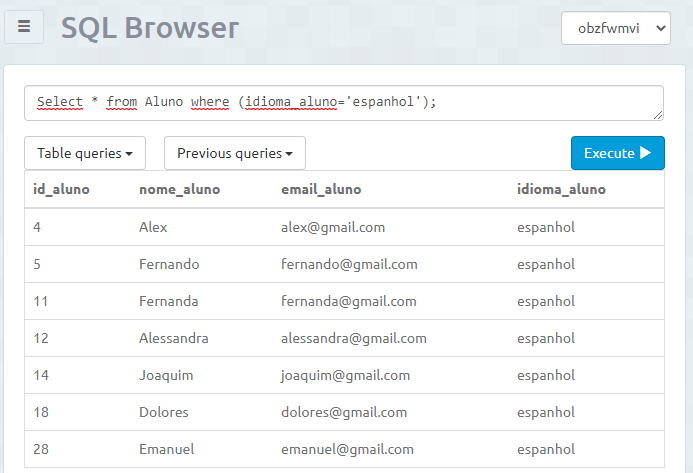 SQL Browser
obzfwmvi
Select * from Aluno where (idioma_aluno='espanhol');
Table queries Previous queries Execute
id_aluno nome_aluno email_aluno idioma_aluno
4 Alex alex@gmail.com espanhol
5 Fernando fernando@gmail.com espanhol
11 Fernanda fernanda@gmail.com espanhol
12 Alessandra alessandra@gmail.com espanhol
14 Joaquim joaquim@gmail.com espanhol
18 Dolores dolores@gmail.com espanhol
28 Emanuel emanuel@gmail.com espanhol